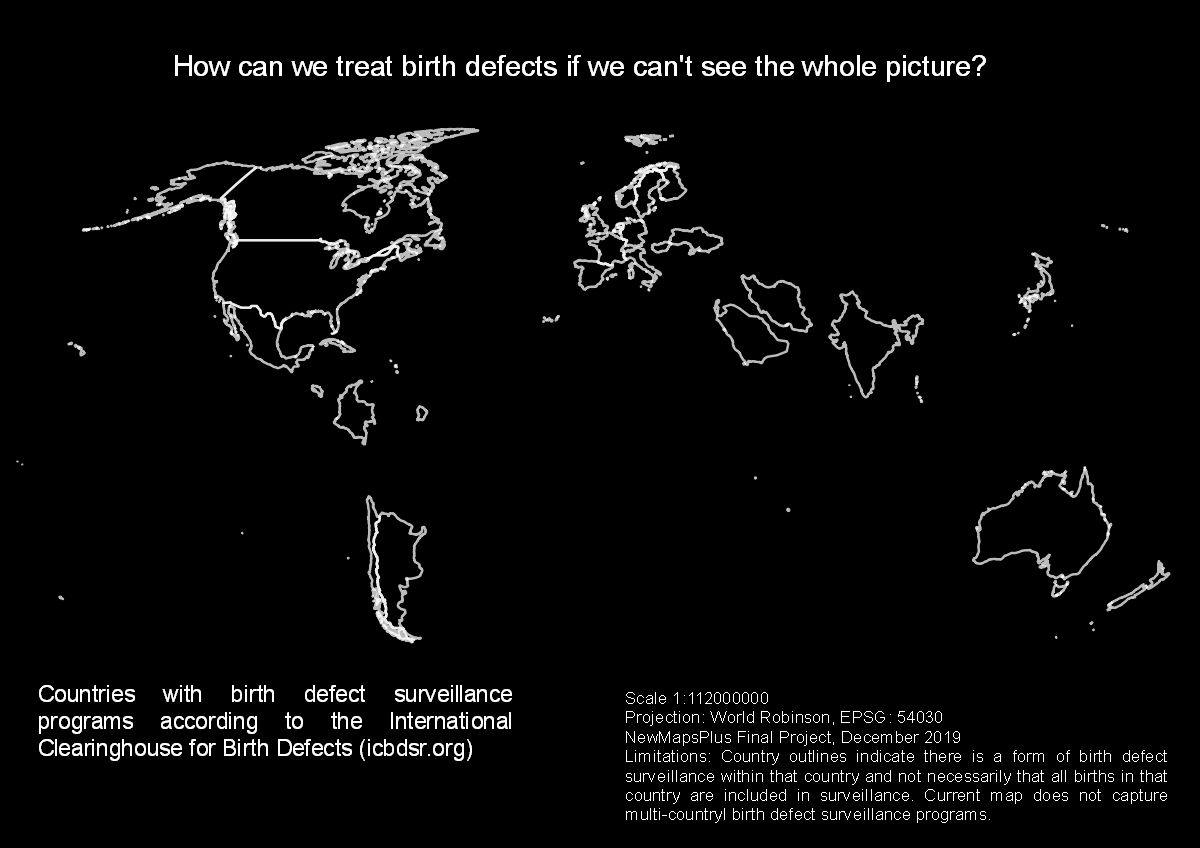 How can we treat birth defects if we can't see the whole picture?
Countries with birth defect surveillance
programs according to the International
Clearinghouse for Birth Defects (icbdsr.org)
Scale 1:112000000
Projection: World Robinson, EPSG: 54030
NewMapsPlus Final Project, December 2019
Limitations: Country outlines indicate there is a form of birth defect
surveillance within that country and not necessarily that all births in that
country are included in surveillance. Current map does not capture
multi-countryl birth defect surveillance programs.